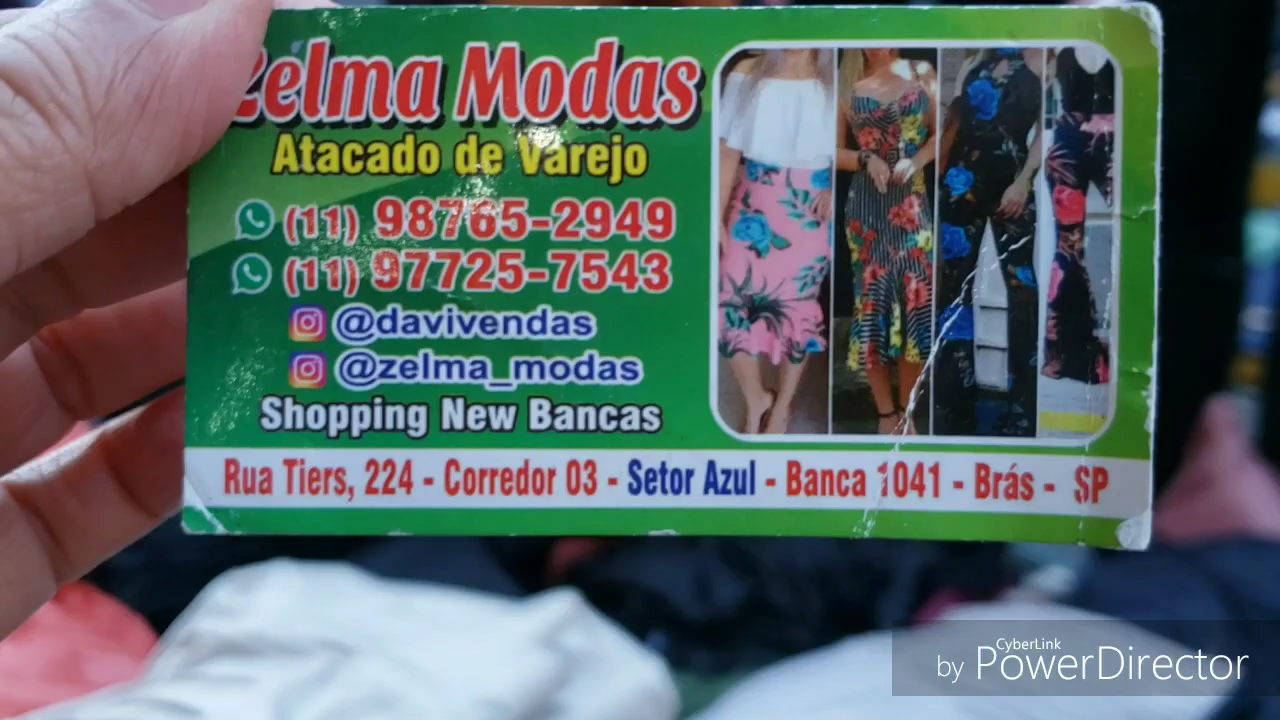 Zelma Modas
Atacado de Varejo
(11) 98765-2949
(11) 97725-7543
@davivendas
@zelma_modas
Shopping New Bancas
Rua Tiers, 224 - Corredor 03 - Setor Azul - Banca 1041 - Brás - SP
CyberLink
by PowerDirector